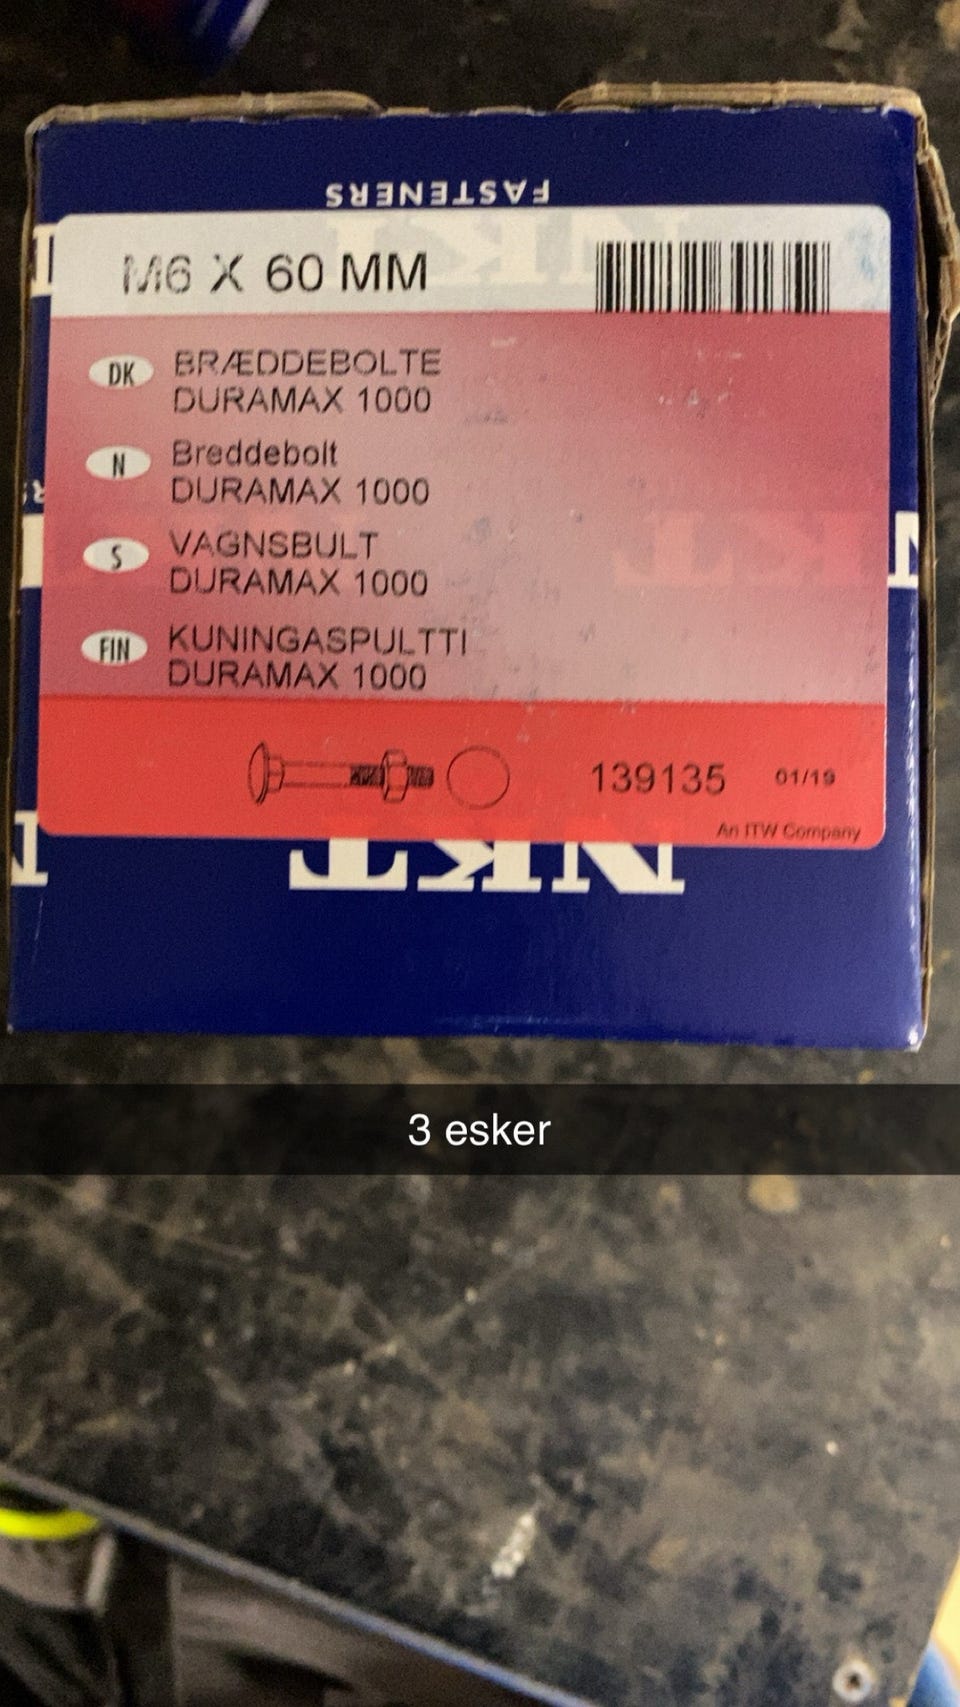 FASTENERS
M6 X 60 MM
DK BRÆDDEBOLTE
DURAMAX 1000
N Breddebolt
DURAMAX 1000
S VAGNSBULT
DURAMAX 1000
FIN KUNINGASPULTTI
DURAMAX 1000
139135 01/19
An ITW Company
NKT
3 esker